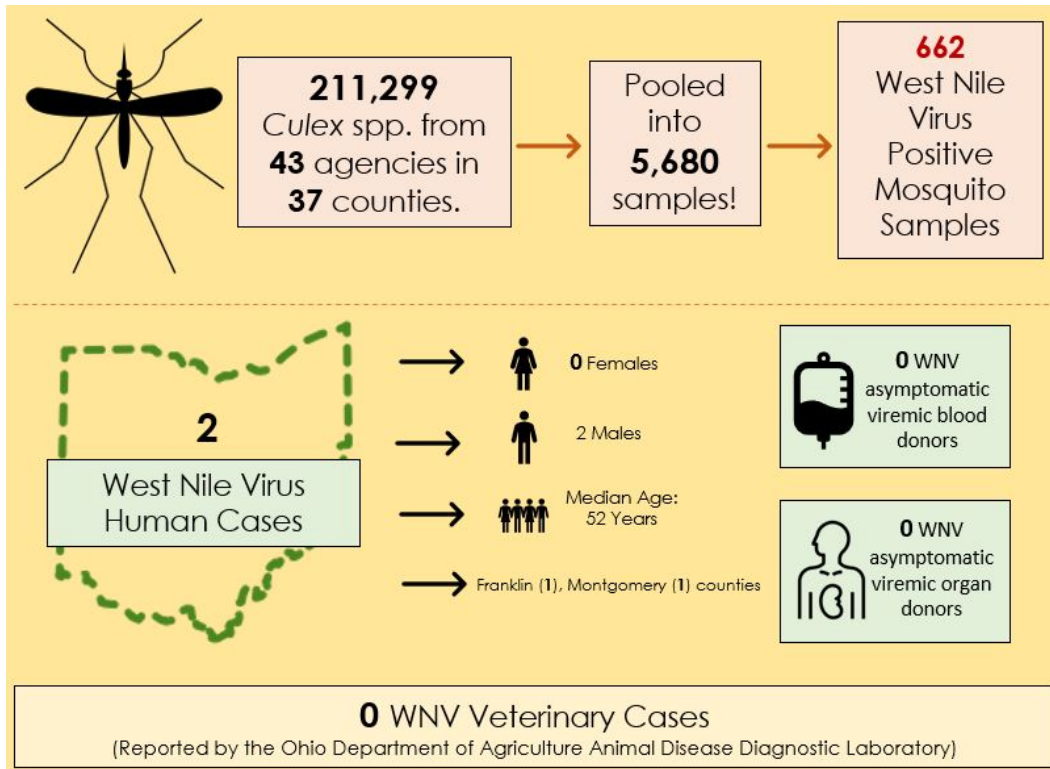 211,299
Culex spp. from
43 agencies in
37 counties.
Pooled
into
5,680
samples!
662
West Nile
Virus
Positive
Mosquito
Samples
2
West Nile Virus
Human Cases
0 Females
2 Males
Median Age:
52 Years
Franklin (1), Montgomery (1) counties
0 WNV
asymptomatic
viremic blood
donors
0 WNV
asymptomatic
viremic organ
donors
0 WNV Veterinary Cases
(Reported by the Ohio Department of Agriculture Animal Disease Diagnostic Laboratory)